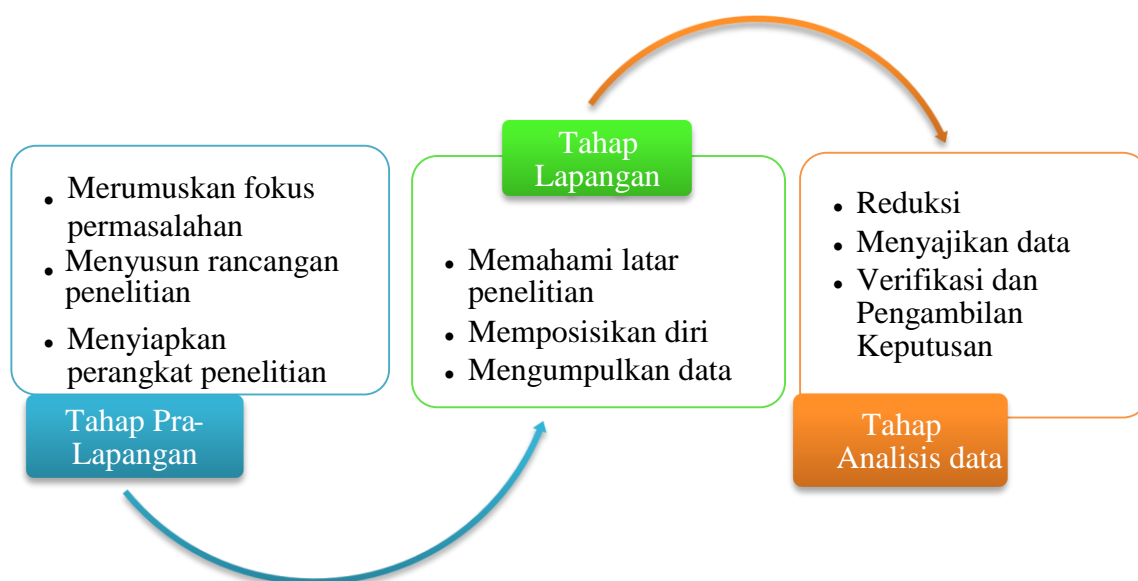 • Merumuskan fokus
permasalahan
• Menyusun rancangan
penelitian
• Menyiapkan
perangkat penelitian
Tahap Pra-
Lapangan
Tahap
Lapangan
• Memahami latar
penelitian
• Memposisikan diri
• Mengumpulkan data
• Reduksi
• Menyajikan data
• Verifikasi dan
Pengambilan
Keputusan
Tahap
Analisis data